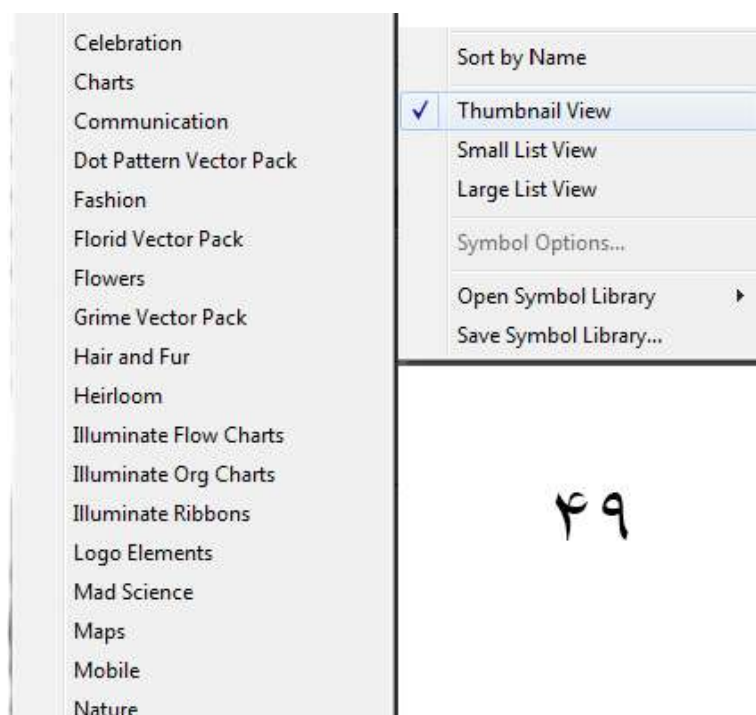 Celebration
Charts
Communication
Dot Pattern Vector Pack
Fashion
Florid Vector Pack
Flowers
Grime Vector Pack
Hair and Fur
Heirloom
Illuminate Flow Charts
Illuminate Org Charts
Illuminate Ribbons
Logo Elements
Mad Science
Maps
Mobile
Nature
Sort by Name
Thumbnail View
Small List View
Large List View
Symbol Options...
Open Symbol Library
Save Symbol Library...
۴۹